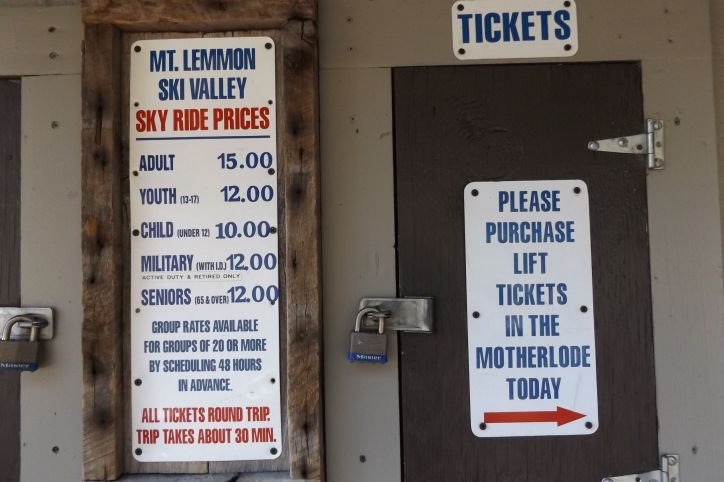 MT. LEMMON
SKI VALLEY
SKY RIDE PRICES
ADULT 15.00
YOUTH (13-17) 12.00
CHILD (UNDER 12) 10.00
MILITARY (WITH I.D.) 12.00
ACTIVE DUTY & RETIRED ONLY
SENIORS (65 & OVER) 12.00
GROUP RATES AVAILABLE
FOR GROUPS OF 20 OR MORE
BY SCHEDULING 48 HOURS
IN ADVANCE.
ALL TICKETS ROUND TRIP.
TRIP TAKES ABOUT 30 MIN.
TICKETS
PLEASE
PURCHASE
LIFT
TICKETS
IN THE
MOTHERLODE
TODAY
Master
Master